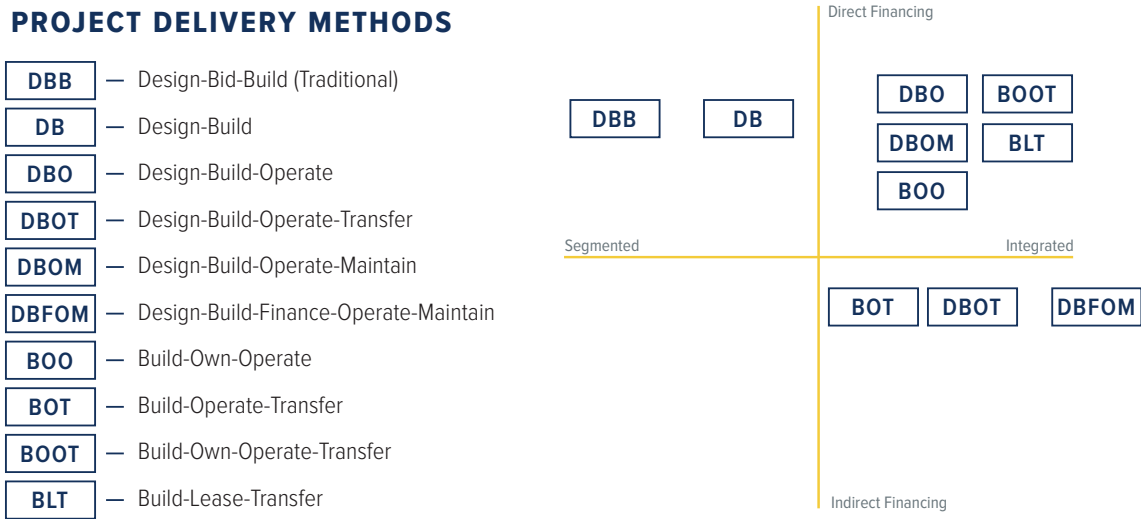 PROJECT DELIVERY METHODS
DBB — Design-Bid-Build (Traditional)
DB — Design-Build
DBO — Design-Build-Operate
DBOT — Design-Build-Operate-Transfer
DBOM — Design-Build-Operate-Maintain
DBFOM — Design-Build-Finance-Operate-Maintain
BOO — Build-Own-Operate
BOT — Build-Operate-Transfer
BOOT — Build-Own-Operate-Transfer
BLT — Build-Lease-Transfer
Direct Financing
DBB DB
DBO BOOT
DBOM BLT
BOO
Segmented Integrated
BOT DBOT DBFOM
Indirect Financing